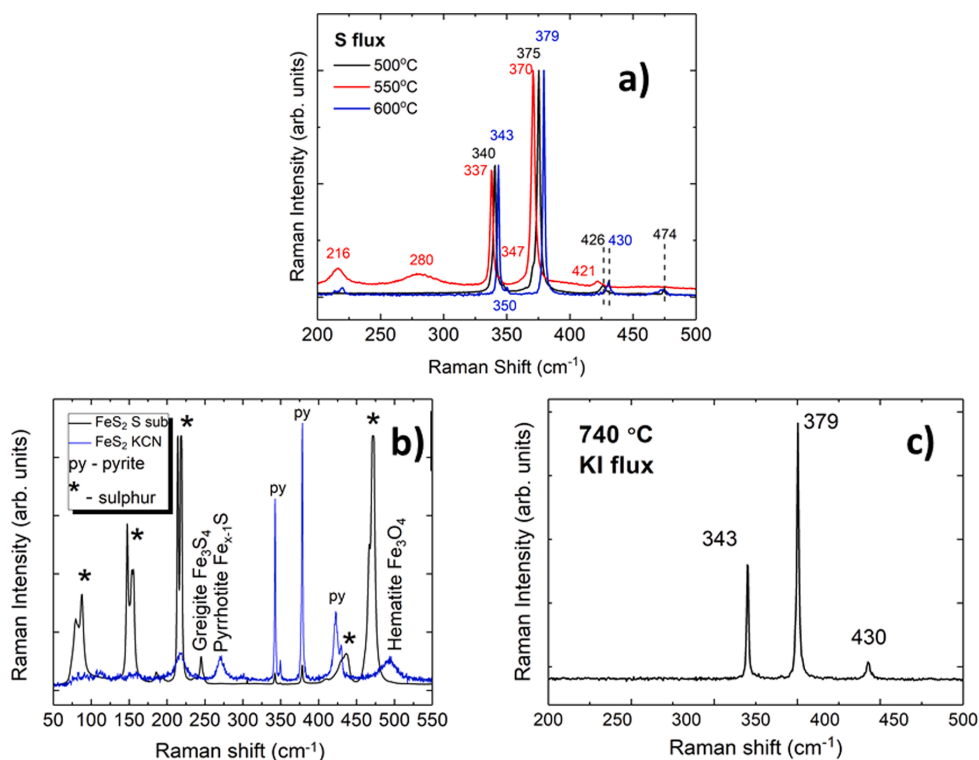 S flux
500°C
550°C
600°C
379
375
370
a)
343
340
337
216
280
347
421
426
430
474
350
Raman Intensity (arb. units)
200 250 300 350 400 450 500
Raman Shift (cm-1)
FeS2 S sub
FeS2 KCN
py - pyrite
* - sulphur
b)
*
*
*
Greigite Fe3S4
Pyrrhotite Fex-1S
py
py
py
*
*
Hematite Fe3O4
Raman Intensity (arb. units)
50 100 150 200 250 300 350 400 450 500 550
Raman shift (cm-1)
740 °C
KI flux
c)
379
343
430
Raman Intensity (arb. units)
200 250 300 350 400 450 500
Raman shift (cm-1)